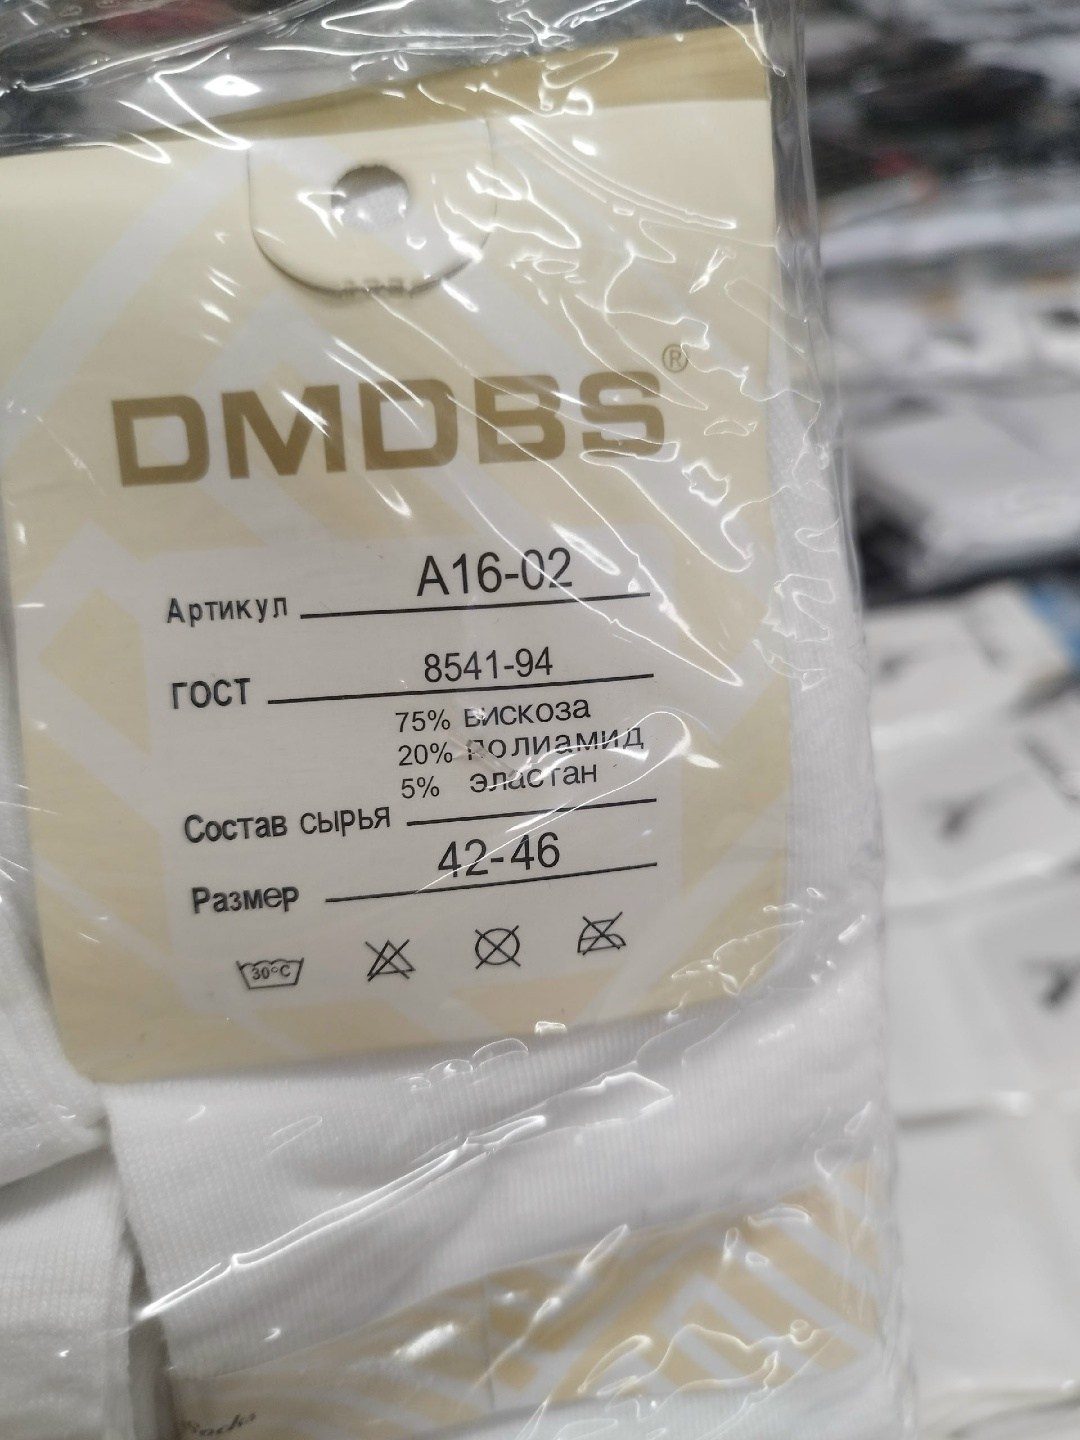 DMDBS®
Артикул A16-02
ГОСТ 8541-94
75% вискоза
20% полиамид
5% эластан
Состав сырья
Размер 42-46
30°C